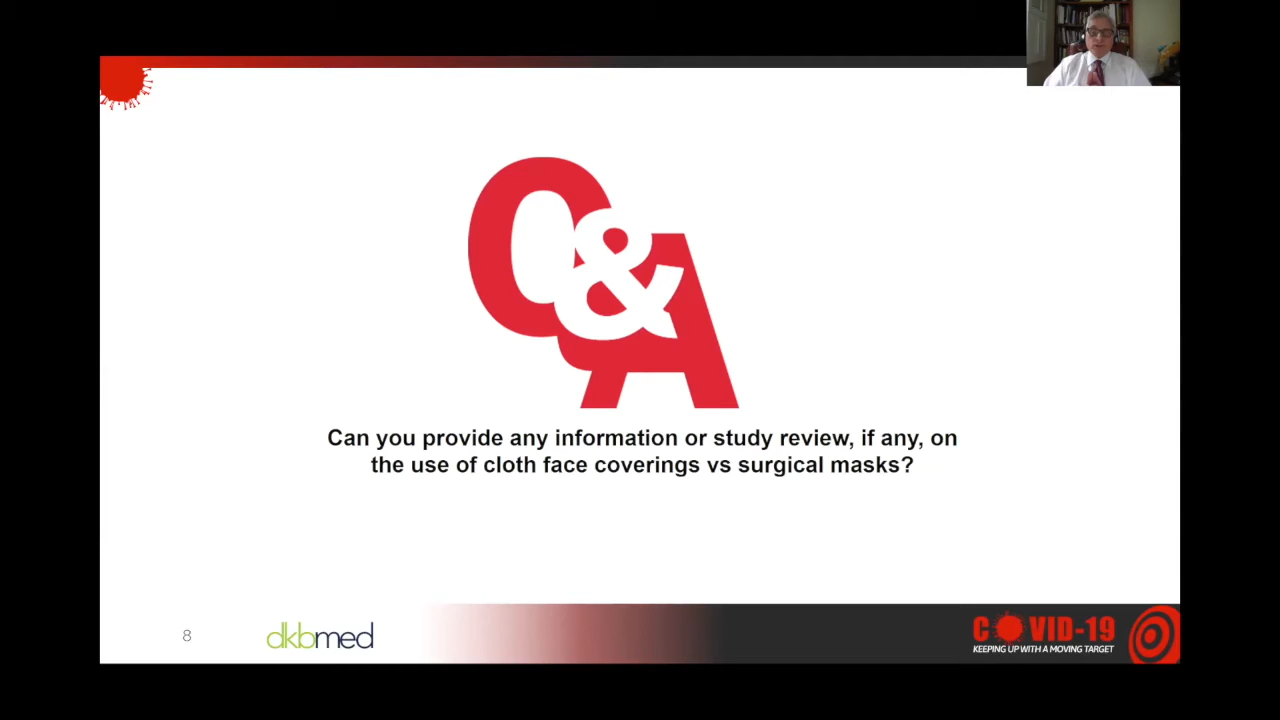 Q&A
Can you provide any information or study review, if any, on
the use of cloth face coverings vs surgical masks?
8
dkbmed
COVID-19
KEEPING UP WITH A MOVING TARGET